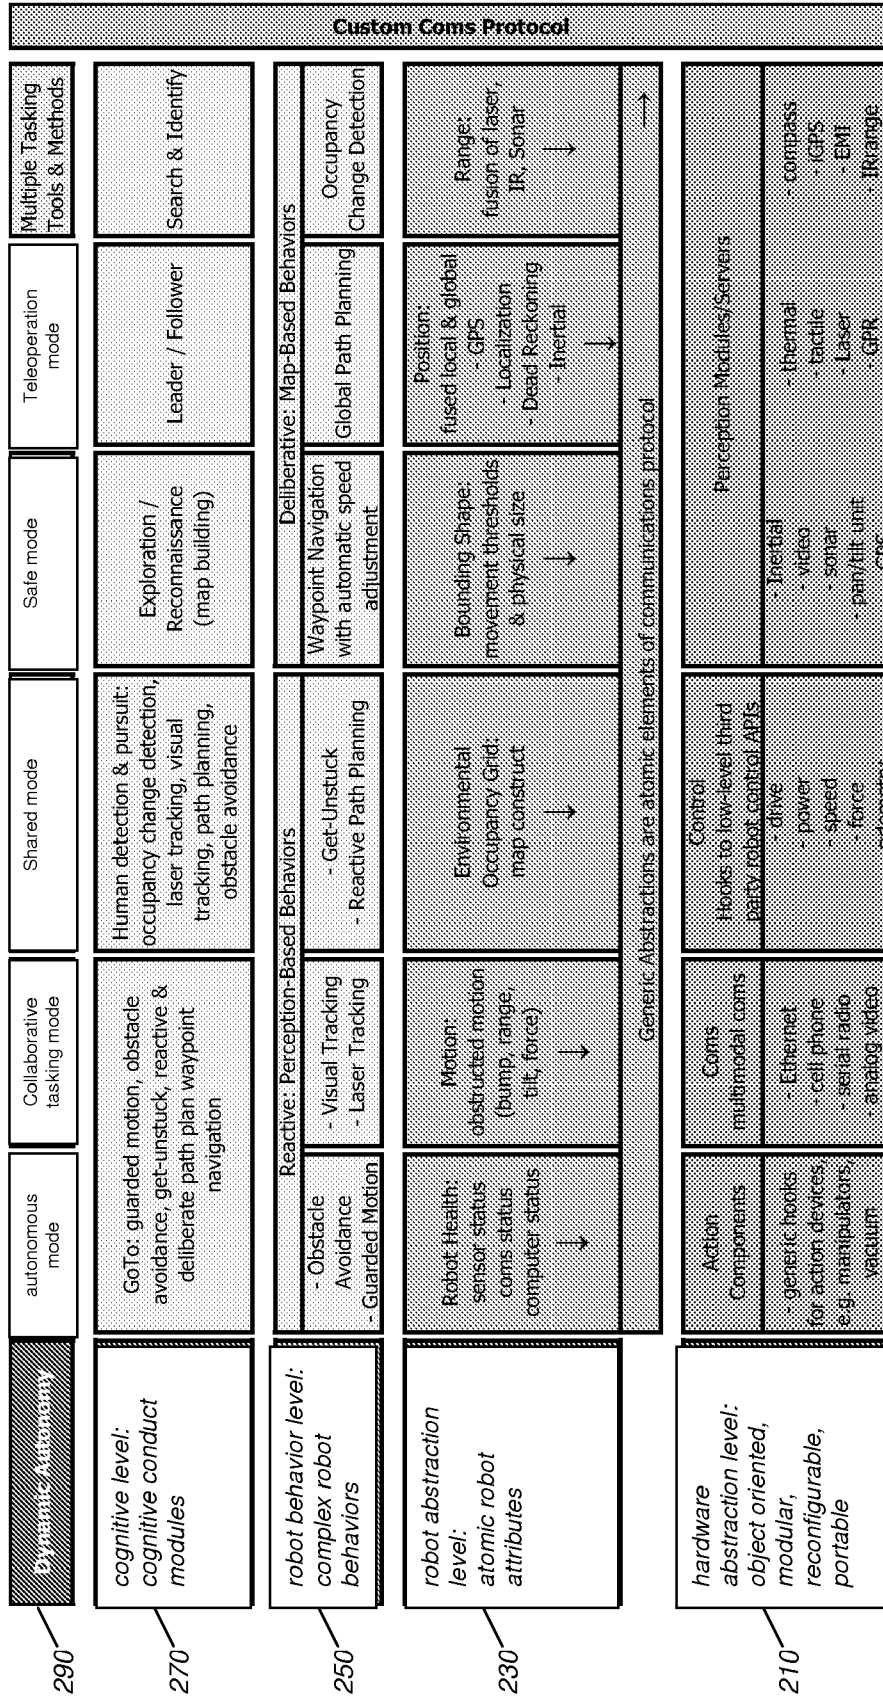 290
Dynamic Autonomy
autonomous
mode
Collaborative
tasking mode
Shared mode
Safe mode
Teleoperation
mode
Multiple Tasking
Tools & Methods
Custom Coms Protocol
270
cognitive level:
cognitive conduct
modules
GoTo: guarded motion, obstacle
avoidance, get-unstuck, reactive &
deliberate path plan waypoint
navigation
Human detection & pursuit:
occupancy change detection,
laser tracking, visual
tracking, path planning,
obstacle avoidance
Exploration /
Reconnaissance
(map building)
Leader / Follower
Search & Identify
250
robot behavior level:
complex robot
behaviors
Reactive: Perception-Based Behaviors
- Obstacle
Avoidance
- Guarded Motion
- Visual Tracking
- Laser Tracking
- Get-Unstuck
- Reactive Path Planning
Deliberative: Map-Based Behaviors
Waypoint Navigation
with automatic speed
adjustment
Global Path Planning
Occupancy
Change Detection
230
robot abstraction
level:
atomic robot
attributes
Robot Health:
sensor status
coms status
computer status
Motion:
obstructed motion
(bump, range,
tilt, force)
Environmental
Occupancy Grid:
map construct
Bounding Shape:
movement thresholds
& physical size
Position:
fused local & global
- GPS
- Localization
- Dead Reckoning
- Inertial
Range:
fusion of laser,
IR, Sonar
Generic Abstractions are atomic elements of communications protocol
210
hardware
abstraction level:
object oriented,
modular,
reconfigurable,
portable
Action
Components
- generic hooks
for action devices,
e.g. manipulators,
vacuum
Coms
multimodal coms
- Ethernet
- cell phone
- serial radio
- analog video
Control
Hooks to low-level third
party robot control APIs
- drive
- power
- speed
- force
Perception Modules/Servers
- Inertial
video
- sonar
- pan/tilt unit
- thermal
- tactile
- Laser
- GPR
- compass
- iGPS
- EMI
- IRrange